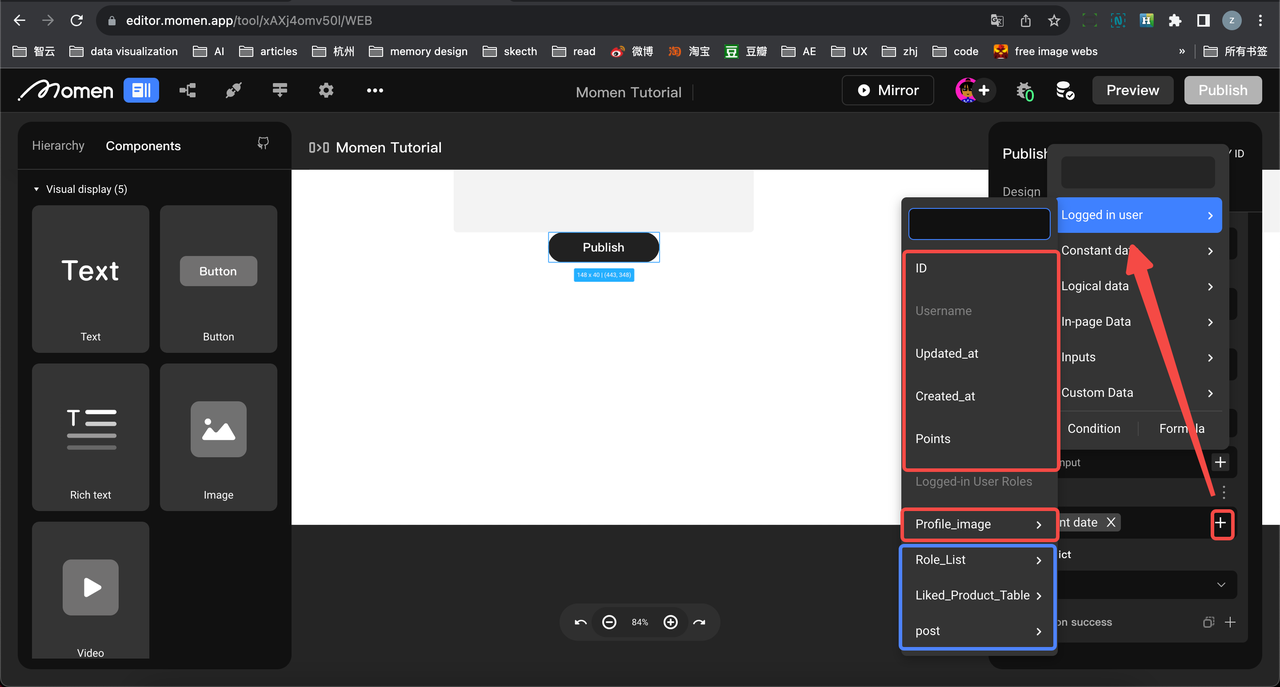 editor.momen.app/tool/xAXj4omv50l/WEB
Z
智云 data visualization AI articles 杭州 memory design skecth read 微博 淘宝 豆瓣 AE UX zhj code free image webs » 所有书签
Momen Momen Tutorial Mirror 0 Preview Publish
Hierarchy Components
Momen Tutorial
Visual display (5)
Text
Text
Button
Button
T
Rich text
Image
Video
Publish
148 x 40 | (443, 348)
84%
Publish
ID
Design
Logged in user
Constant da
Logical data
In-page Data
Inputs
Custom Data
Condition Formula
ID
Username
Updated_at
Created_at
Points
Logged-in User Roles
Profile_image
Role_List
Liked_Product_Table
post
nput
nt date X
ict
on success